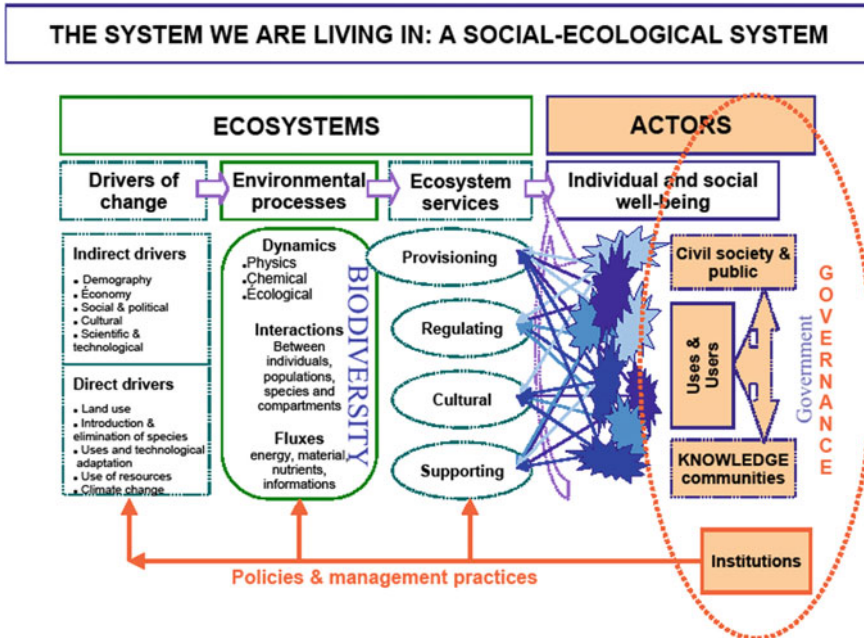 THE SYSTEM WE ARE LIVING IN: A SOCIAL-ECOLOGICAL SYSTEM
ECOSYSTEMS
ACTORS
Drivers of
change
Environmental
processes
Ecosystem
services
Individual and social
well-being
Indirect drivers
• Demography
• Économy
• Social & political
• Cultural
• Scientific &
technological
Direct drivers
• Land use
• Introduction &
elimination of species
• Uses and technological
adaptation
• Use of resources
• Climate change
Dynamics
•Physics
•Chemical
•Écological
Interactions
Between
individuals,
populations,
species and
compartments
Fluxes
energy, material,
nutrients,
informations
BIODIVERSITY
Provisioning
Regulating
Cultural
Supporting
Civil society &
public
Uses &
Users
KNOWLEDGE
communities
Government
GOVERNANCE
Institutions
Policies & management practices